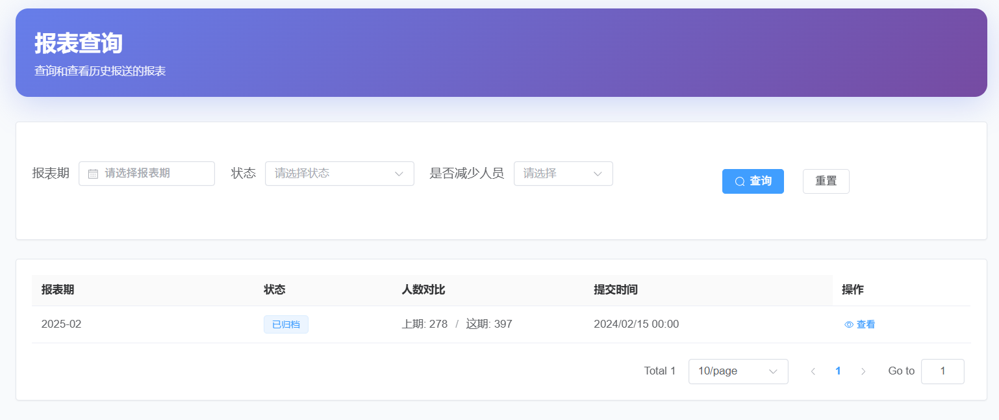 报表查询
查询和查看历史报送的报表
报表期 请选择报表期 状态 请选择状态 是否减少人员 请选择 查询 重置
报表期 状态 人数对比 提交时间 操作
2025-02 已归档 上期: 278 / 这期: 397 2024/02/15 00:00 查看
Total 1 10/page 1 Go to 1